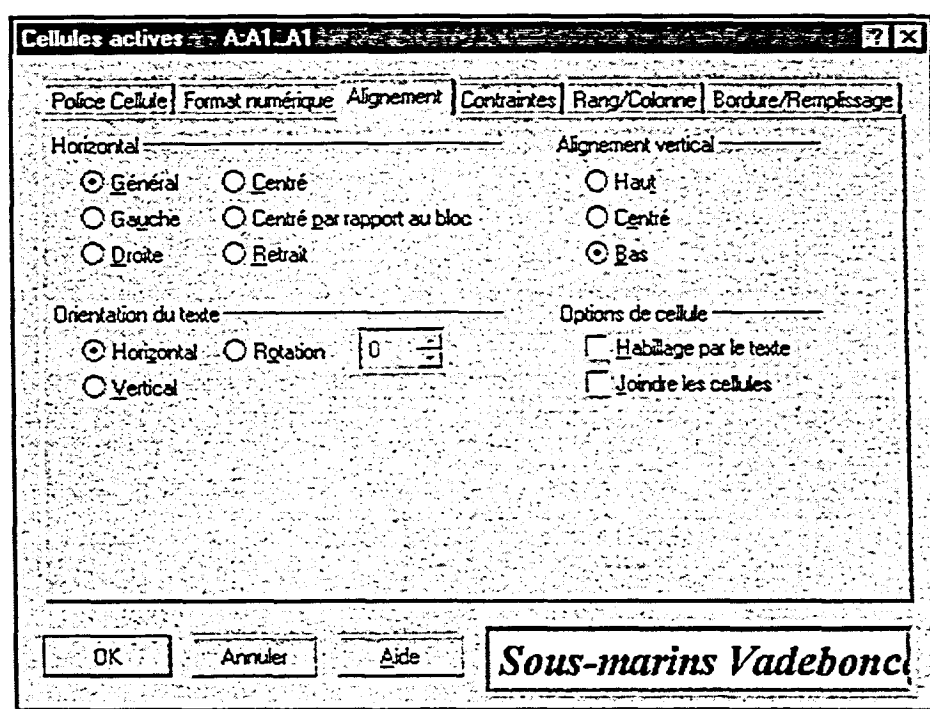 Cellules actives - A:A1..A1
Police Cellule Format numérique Alignement Contraintes Rang/Colonne Bordure/Remplissage
Horizontal Alignement vertical
Général Centré Haut
Gauche Centré par rapport au bloc Centré
Droite Retrait Bas
Orientation du texte Options de cellule
Horizontal Rotation 0 Habillage par le texte
Vertical Joindre les cellules
OK Annuler Aide Sous-marins Vadebonc